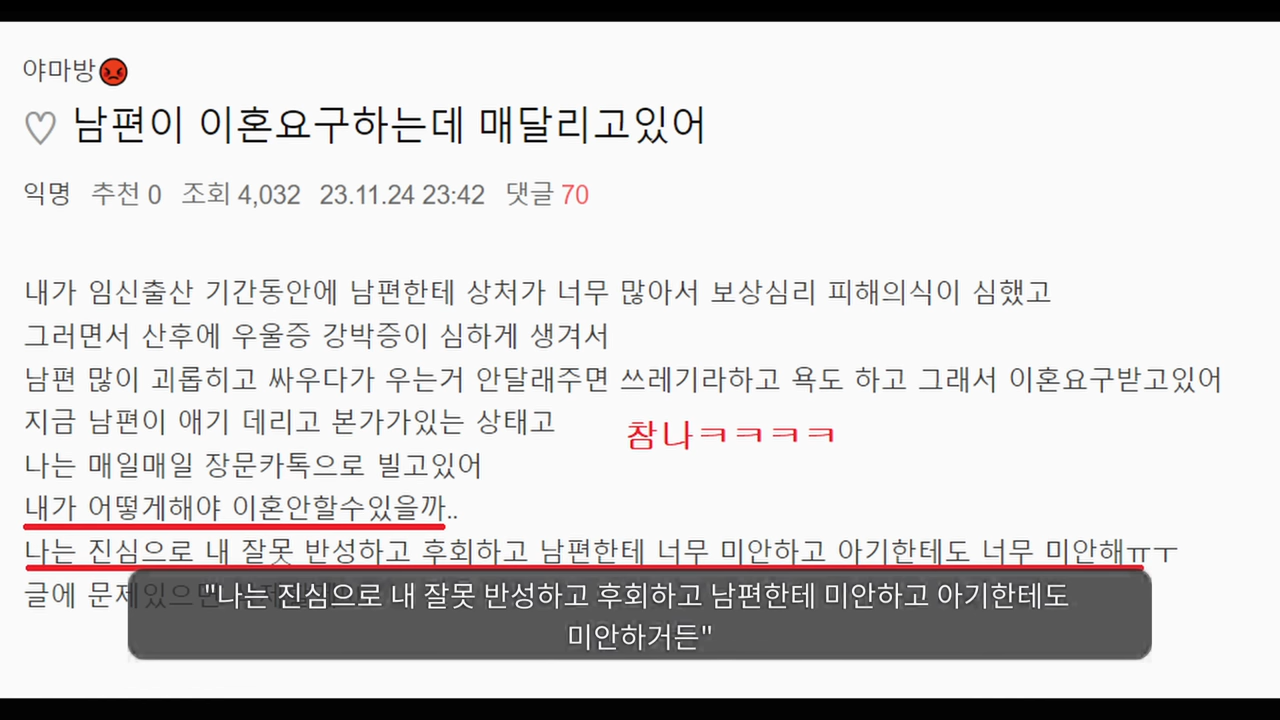 야마방😡
♡ 남편이 이혼요구하는데 매달리고있어
익명 추천 0 조회 4,032 23.11.24 23:42 댓글 70
내가 임신출산 기간동안에 남편한테 상처가 너무 많아서 보상심리 피해의식이 심했고
그러면서 산후에 우울증 강박증이 심하게 생겨서
남편 많이 괴롭히고 싸우다가 우는거 안달래주면 쓰레기라하고 욕도 하고 그래서 이혼요구받고있어
지금 남편이 애기 데리고 본가가있는 상태고
참나ㅋㅋㅋㅋ
나는 매일매일 장문카톡으로 빌고있어
내가 어떻게해야 이혼안할수있을까..
나는 진심으로 내 잘못 반성하고 후회하고 남편한테 너무 미안하고 아기한테도 너무 미안해ㅠㅜ
글에 문제있으면
"나는 진심으로 내 잘못 반성하고 후회하고 남편한테 미안하고 아기한테도
미안하거든"